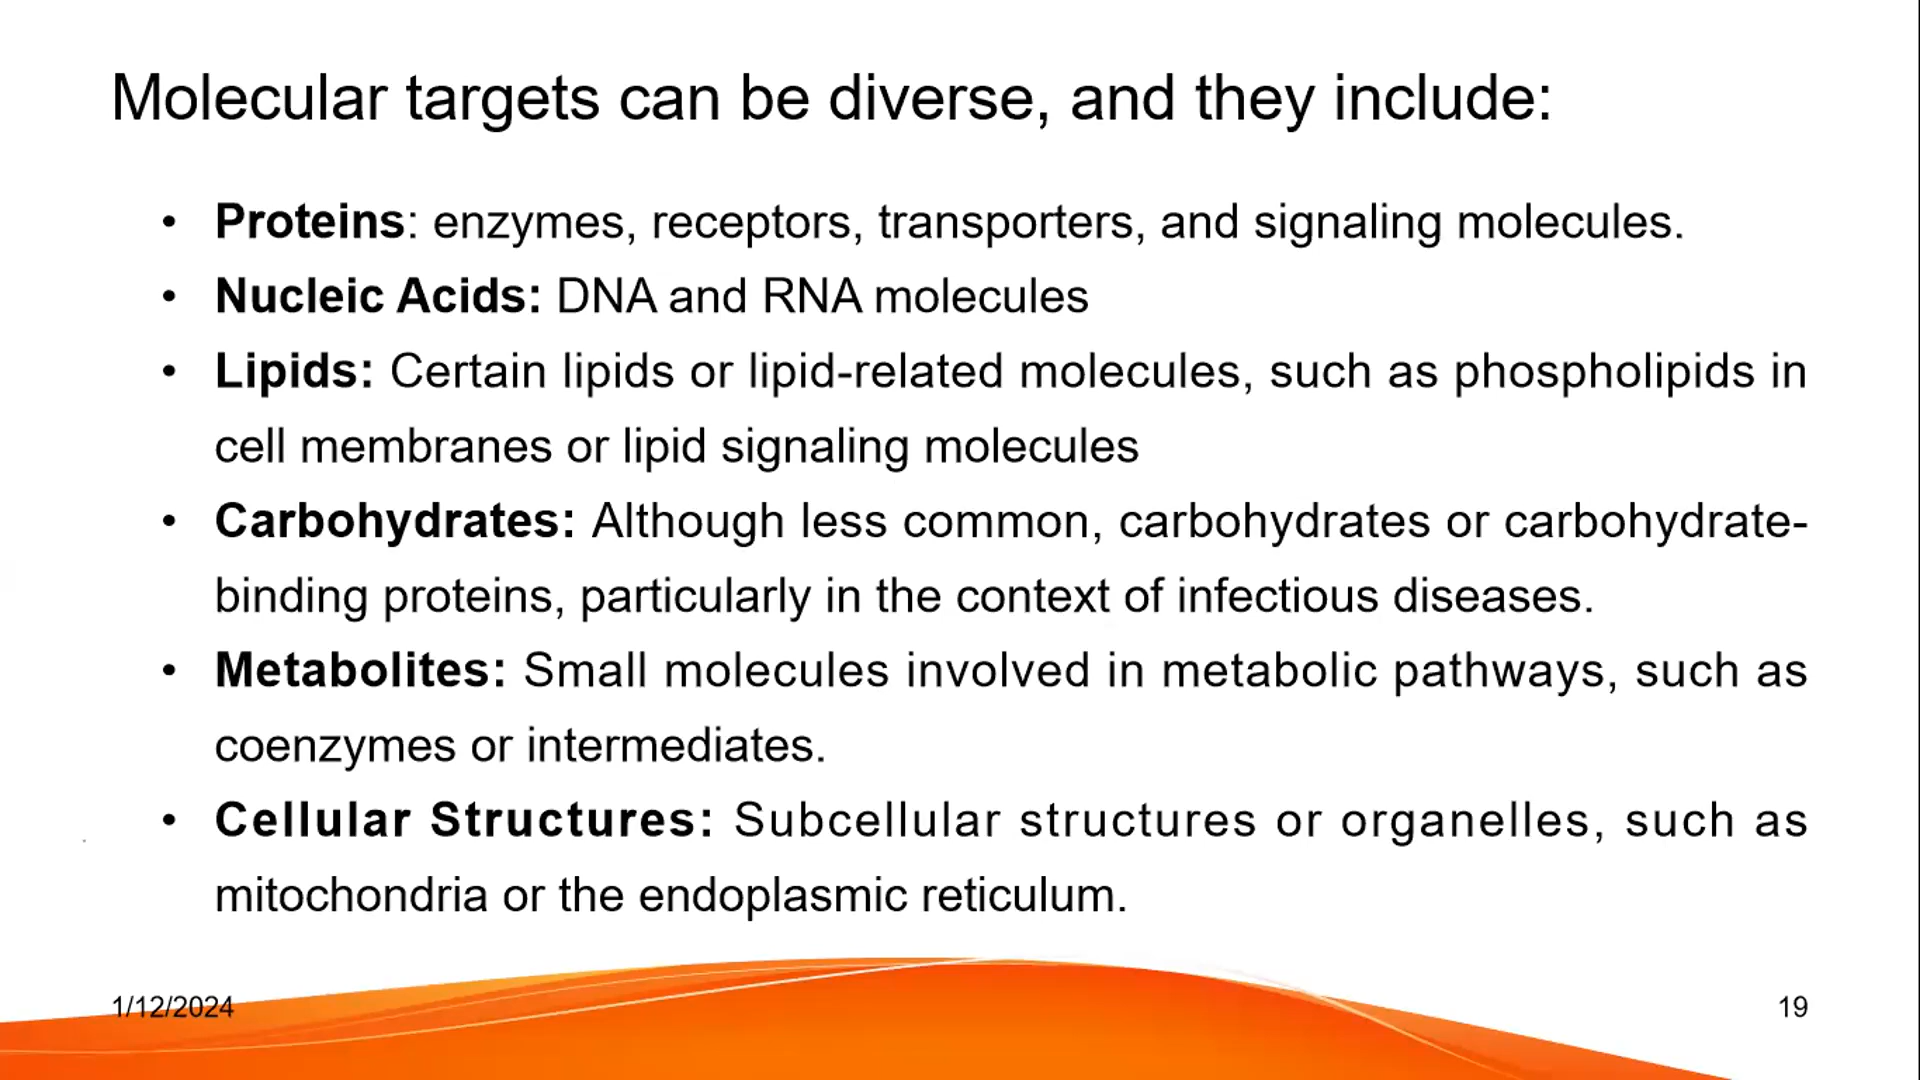 Molecular targets can be diverse, and they include:
• Proteins: enzymes, receptors, transporters, and signaling molecules.
• Nucleic Acids: DNA and RNA molecules
• Lipids: Certain lipids or lipid-related molecules, such as phospholipids in
cell membranes or lipid signaling molecules
• Carbohydrates: Although less common, carbohydrates or carbohydrate-
binding proteins, particularly in the context of infectious diseases.
• Metabolites: Small molecules involved in metabolic pathways, such as
coenzymes or intermediates.
• Cellular Structures: Subcellular structures or organelles, such as
mitochondria or the endoplasmic reticulum.
1/12/2024
19